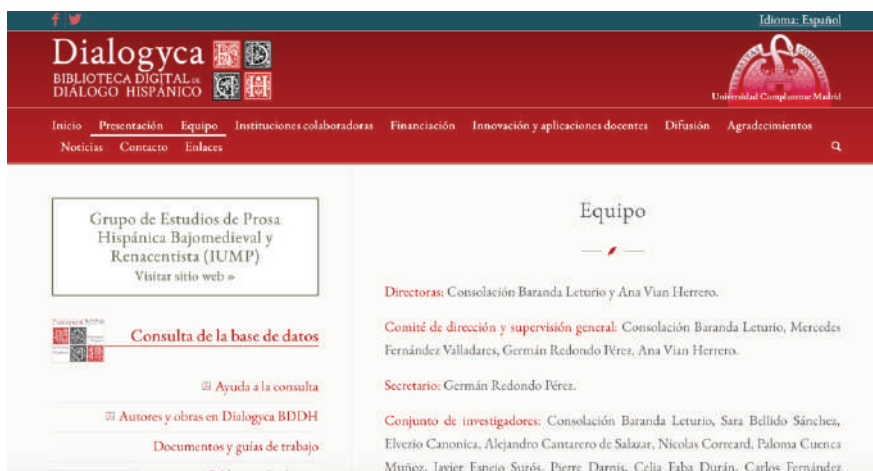 Idioma: Español
Dialogyca
BIBLIOTECA DIGITAL DE
DIÁLOGO HISPÁNICO
Universidad Complutense Madrid
Inicio Presentación Equipo Instituciones colaboradoras Financiación Innovación y aplicaciones docentes Difusión Agradecimientos
Noticias Contacto Enlaces
Grupo de Estudios de Prosa
Hispánica Bajomedieval y
Renacentista (IUMP)
Visitar sitio web »
Consulta de la base de datos
Ayuda a la consulta
Autores y obras en Dialogyca BDDH
Documentos y guías de trabajo
Equipo
Directoras: Consolación Baranda Leturio y Ana Vian Herrero.
Comité de dirección y supervisión general: Consolación Baranda Leturio, Mercedes
Fernández Valladares, Germán Redondo Pérez, Ana Vian Herrero.
Secretario: Germán Redondo Pérez.
Conjunto de investigadores: Consolación Baranda Leturio, Sara Bellido Sánchez,
Elvezio Canonica, Alejandro Cantarero de Salazar, Nicolas Correard, Paloma Cuenca
Muñoz, Javier Espejo Surós, Pierre Darnis, Celia Faba Durán, Carlos Fernández